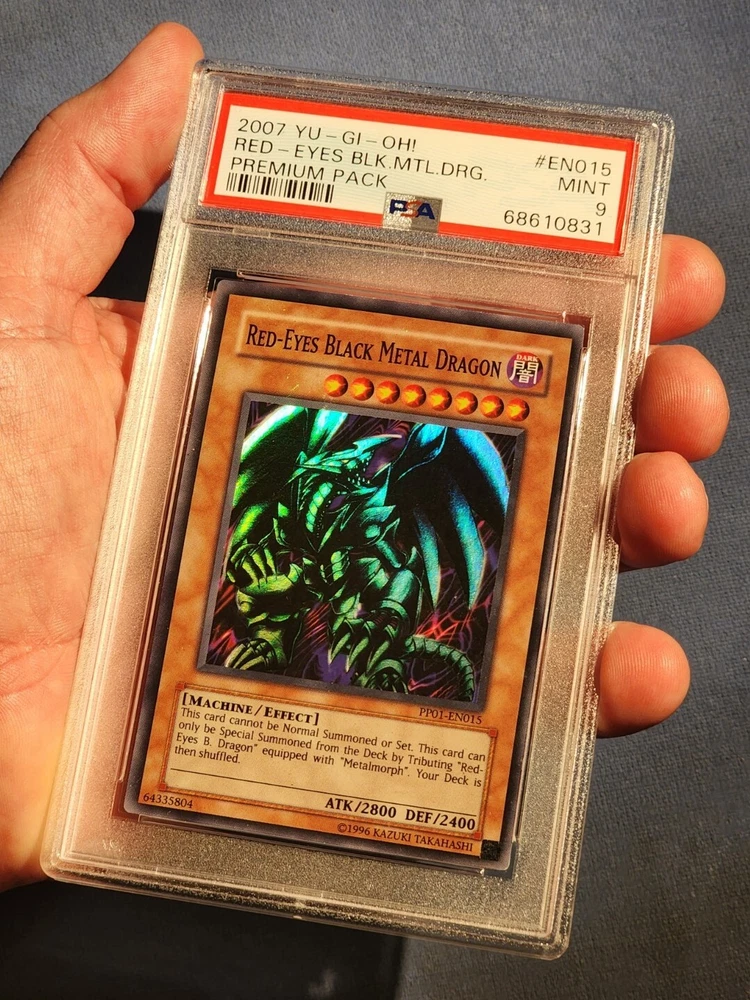 2007 YU-GI-OH! #EN015
RED-EYES BLK.MTL.DRG. MINT
PREMIUM PACK 9
PSA 68610831
RED-EYES BLACK METAL DRAGON
DARK
闇
PP01-EN015
[MACHINE/EFFECT]
This card cannot be Normal Summoned or Set. This card can
only be Special Summoned from the Deck by Tributing "Red-
Eyes B. Dragon" equipped with "Metalmorph". Your Deck is
then shuffled.
ATK/2800 DEF/2400
64335804
©1996 KAZUKI TAKAHASHI